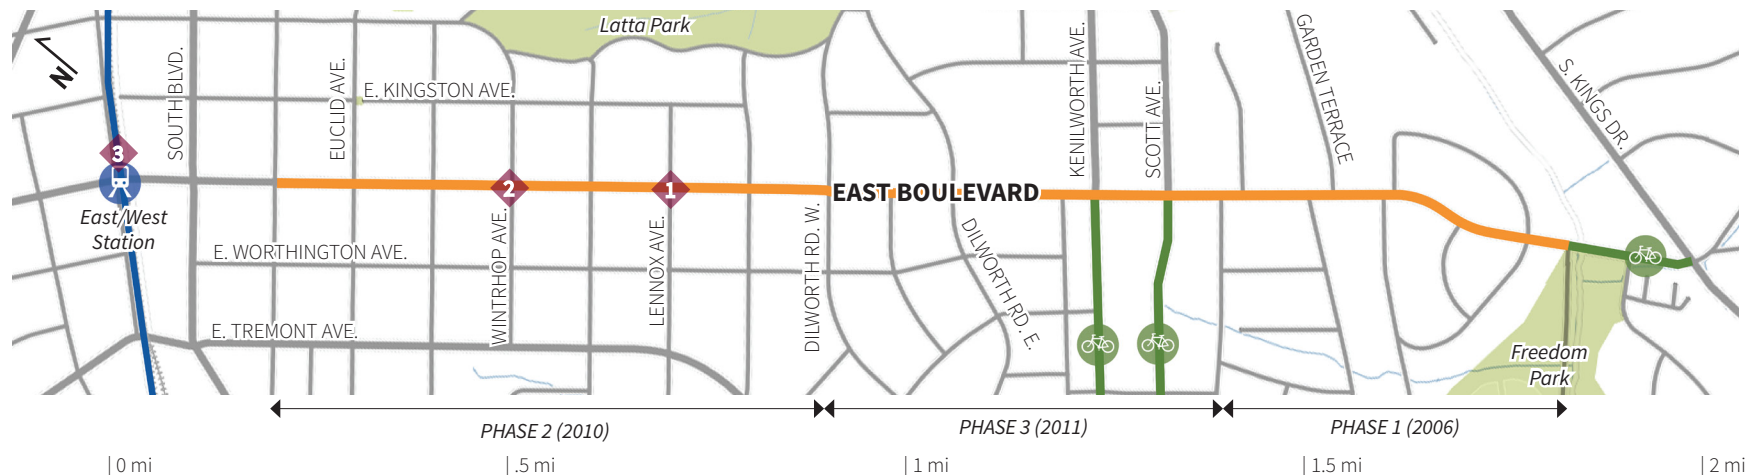 Latta Park
N
SOUTH BLVD.
EUCLID AVE.
E. KINGSTON AVE.
KENILWORTH AVE.
SCOTT AVE.
GARDEN TERRACE
S. KINGS DR.
3
2
1
EAST BOULEVARD
East/West
Station
E. WORTHINGTON AVE.
WINTRHOP AVE.
LENNOX AVE.
DILWORTH RD. W.
DILWORTH RD. E.
E. TREMONT AVE.
Freedom
Park
PHASE 2 (2010)
PHASE 3 (2011)
PHASE 1 (2006)
| 0 mi
| .5 mi
| 1 mi
| 1.5 mi
| 2 mi